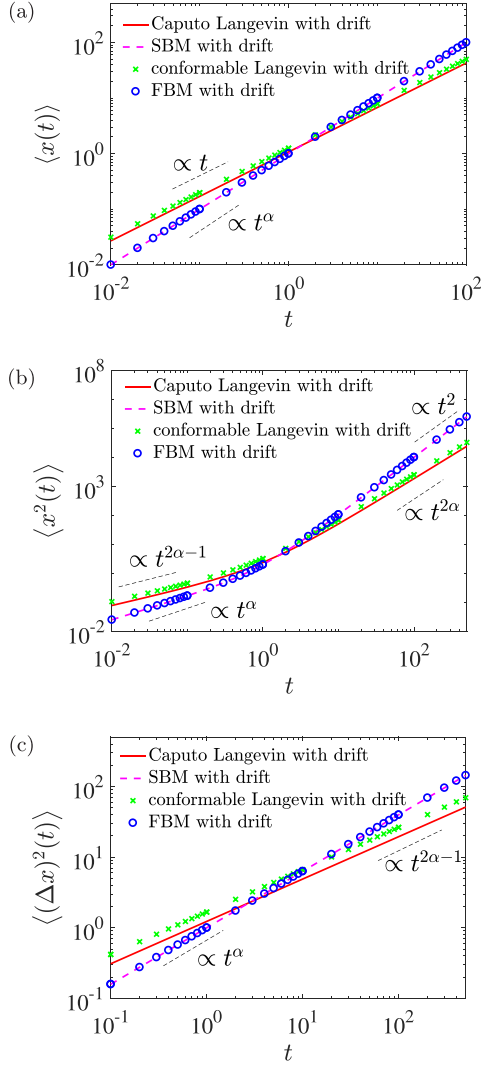 (a)
Caputo Langevin with drift
SBM with drift
conformable Langevin with drift
FBM with drift
∝ t
∝ t^α
⟨x(t)⟩
10^2
10^0
10^-2
10^-2 10^0 10^2
t
(b)
Caputo Langevin with drift
SBM with drift
conformable Langevin with drift
FBM with drift
∝ t^2
∝ t^2α
∝ t^2α−1
∝ t^α
⟨x^2(t)⟩
10^8
10^3
10^-2
10^-2 10^0 10^2
t
(c)
Caputo Langevin with drift
SBM with drift
conformable Langevin with drift
FBM with drift
∝ t^2α−1
∝ t^α
⟨(Δx)^2(t)⟩
10^2
10^1
10^0
10^-1
10^-1 10^0 10^1 10^2
t